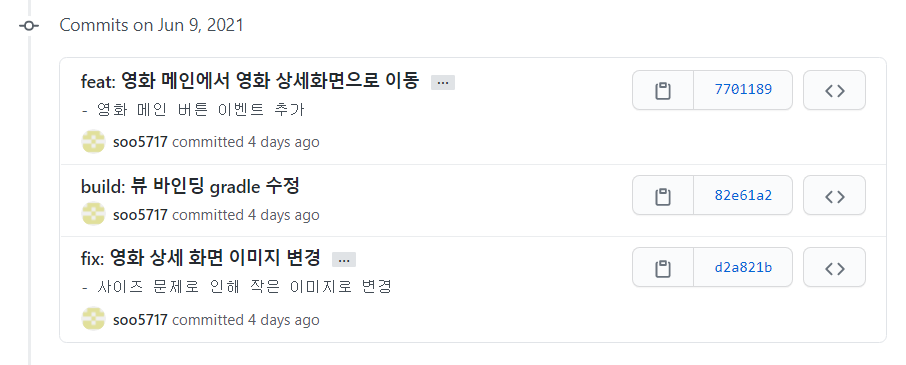 Commits on Jun 9, 2021
feat: 영화 메인에서 영화 상세화면으로 이동 …
7701189
- 영화 메인 버튼 이벤트 추가
soo5717 committed 4 days ago
build: 뷰 바인딩 gradle 수정
82e61a2
soo5717 committed 4 days ago
fix: 영화 상세 화면 이미지 변경 …
d2a821b
- 사이즈 문제로 인해 작은 이미지로 변경
soo5717 committed 4 days ago